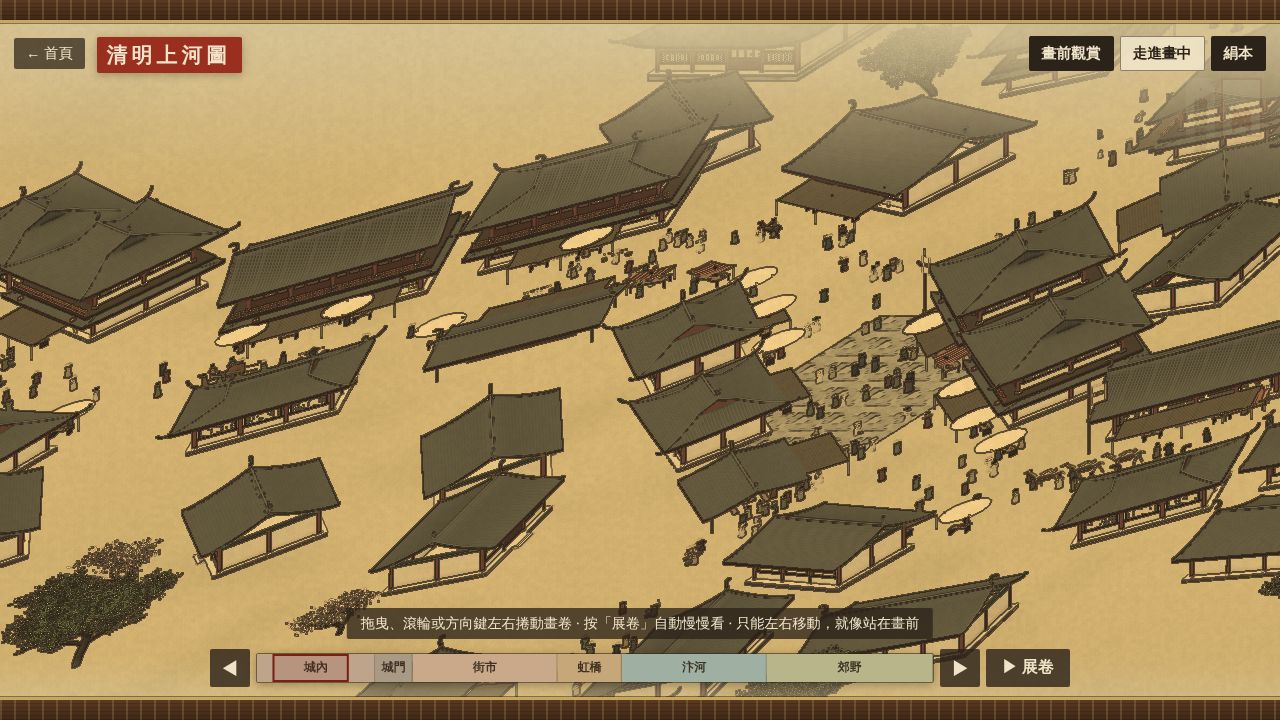 ← 首頁
清明上河圖
畫前觀賞
走進畫中
絹本
拖曳、滾輪或方向鍵左右捲動畫卷 · 按「展卷」自動慢慢看 · 只能左右移動，就像站在畫前
◀
城內
城門
街市
虹橋
汴河
郊野
▶
▶ 展卷